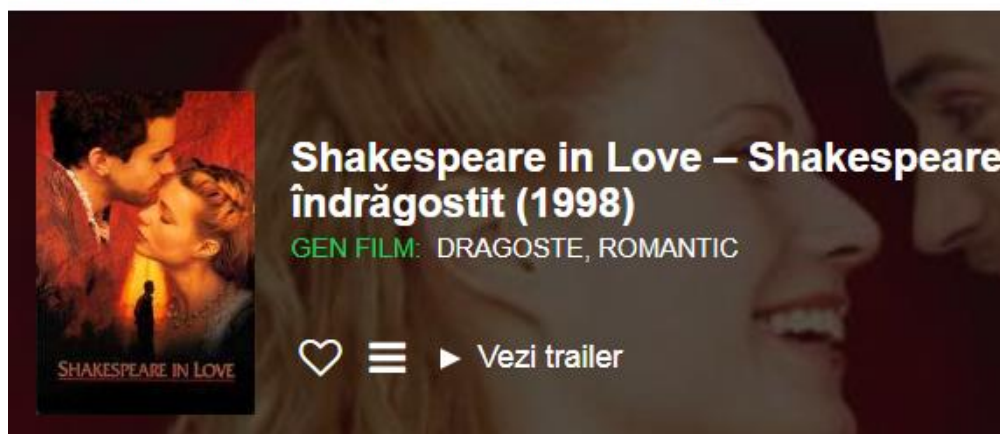 Shakespeare in Love – Shakespeare
îndrăgostit (1998)
GEN FILM: DRAGOSTE, ROMANTIC
SHAKESPEARE IN LOVE
Vezi trailer